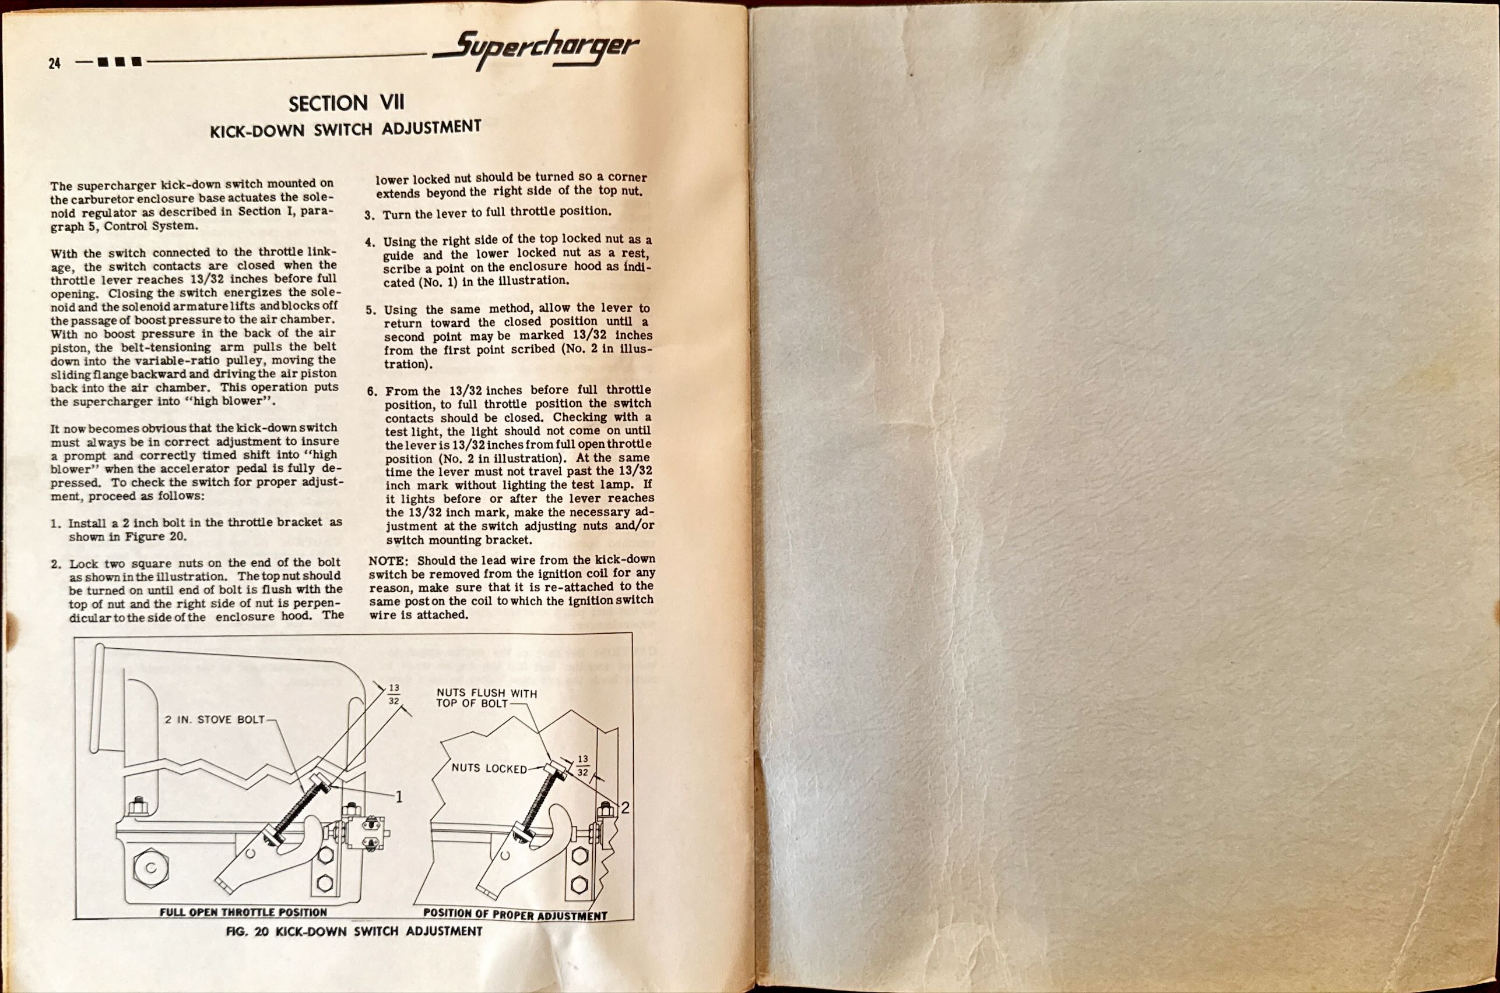 24
Supercharger
SECTION VII
KICK-DOWN SWITCH ADJUSTMENT
The supercharger kick-down switch mounted on
the carburetor enclosure base actuates the sole-
noid regulator as described in Section I, para-
graph 5, Control System.
With the switch connected to the throttle link-
age, the switch contacts are closed when the
throttle lever reaches 13/32 inches before full
opening. Closing the switch energizes the sole-
noid and the solenoid armature lifts and blocks off
the passage of boost pressure to the air chamber.
With no boost pressure in the back of the air
piston, the belt-tensioning arm pulls the belt
down into the variable-ratio pulley, moving the
sliding flange backward and driving the air piston
back into the air chamber. This operation puts
the supercharger into "high blower".
It now becomes obvious that the kick-down switch
must always be in correct adjustment to insure
a prompt and correctly timed shift into "high
blower" when the accelerator pedal is fully de-
pressed. To check the switch for proper adjust-
ment, proceed as follows:
1. Install a 2 inch bolt in the throttle bracket as
shown in Figure 20.
2. Lock two square nuts on the end of the bolt
as shown in the illustration. The top nut should
be turned on until end of bolt is flush with the
top of nut and the right side of nut is perpen-
dicular to the side of the enclosure hood. The
lower locked nut should be turned so a corner
extends beyond the right side of the top nut.
3. Turn the lever to full throttle position.
4. Using the right side of the top locked nut as a
guide and the lower locked nut as a rest,
scribe a point on the enclosure hood as indi-
cated (No. 1) in the illustration.
5. Using the same method, allow the lever to
return toward the closed position until a
second point may be marked 13/32 inches
from the first point scribed (No. 2 in illus-
tration).
6. From the 13/32 inches before full throttle
position, to full throttle position the switch
contacts should be closed. Checking with a
test light, the light should not come on until
the lever is 13/32 inches from full open throttle
position (No. 2 in illustration). At the same
time the lever must not travel past the 13/32
inch mark without lighting the test lamp. If
it lights before or after the lever reaches
the 13/32 inch mark, make the necessary ad-
justment at the switch adjusting nuts and/or
switch mounting bracket.
NOTE: Should the lead wire from the kick-down
switch be removed from the ignition coil for any
reason, make sure that it is re-attached to the
same post on the coil to which the ignition switch
wire is attached.
2 IN. STOVE BOLT
13
32
1
FULL OPEN THROTTLE POSITION
NUTS FLUSH WITH
TOP OF BOLT
NUTS LOCKED
13
32
2
POSITION OF PROPER ADJUSTMENT
FIG. 20 KICK-DOWN SWITCH ADJUSTMENT